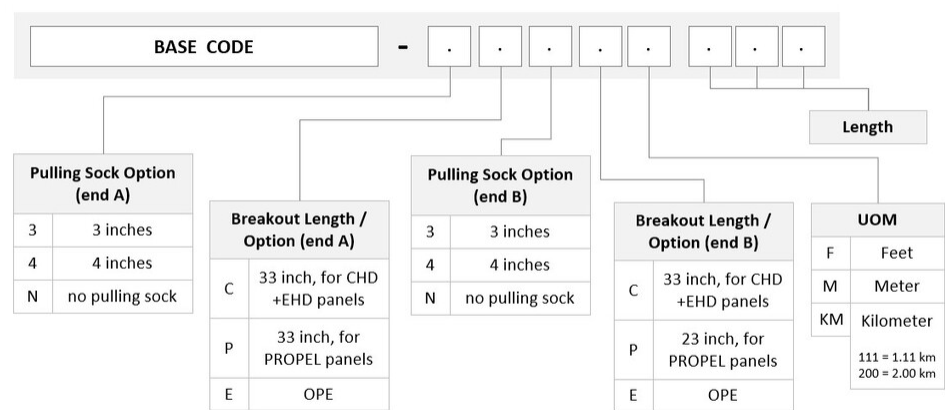 BASE CODE - . . . . . . . .
Length
Pulling Sock Option
(end A)
3 3 inches
4 4 inches
N no pulling sock
Breakout Length /
Option (end A)
C 33 inch, for CHD
+EHD panels
P 33 inch, for
PROPEL panels
E OPE
Pulling Sock Option
(end B)
3 3 inches
4 4 inches
N no pulling sock
Breakout Length /
Option (end B)
C 33 inch, for CHD
+EHD panels
P 23 inch, for
PROPEL panels
E OPE
UOM
F Feet
M Meter
KM Kilometer
111 = 1.11 km
200 = 2.00 km